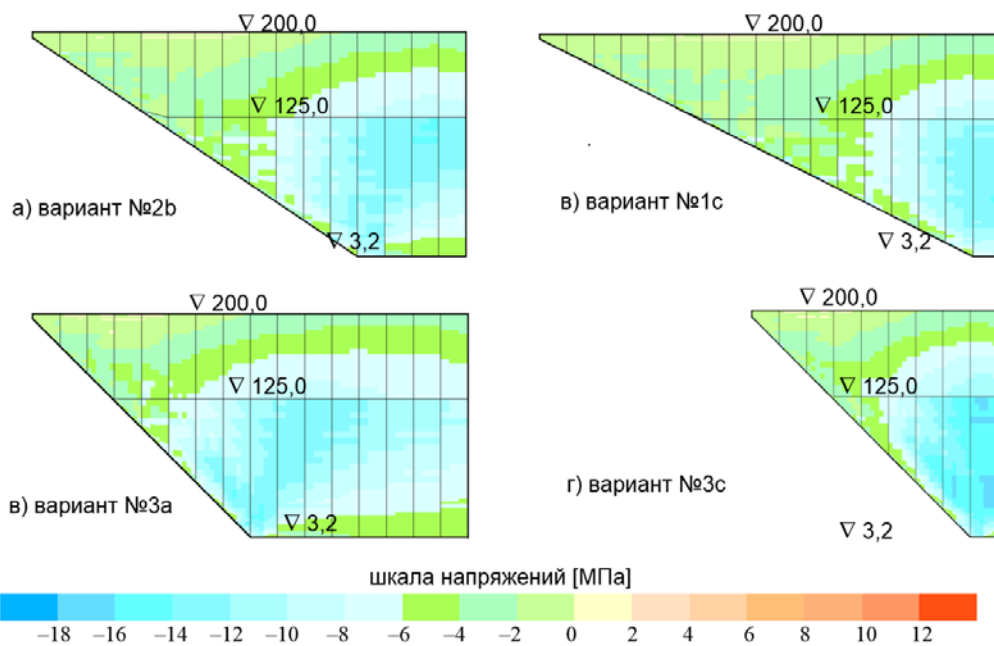 ∇ 200,0
∇ 125,0
а) вариант №2b
∇ 3,2
∇ 200,0
∇ 125,0
в) вариант №1с
∇ 3,2
∇ 200,0
∇ 125,0
в) вариант №3а
∇ 3,2
∇ 200,0
∇ 125,0
г) вариант №3с
∇ 3,2
шкала напряжений [МПа]
–18 –16 –14 –12 –10 –8 –6 –4 –2 0 2 4 6 8 10 12